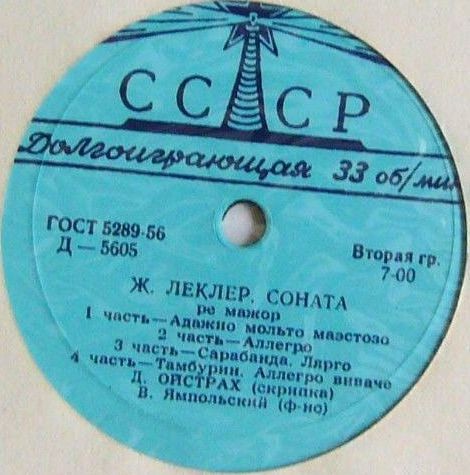 СССР
Долгоиграющая 33 об/мин
ГОСТ 5289-56
Д — 5605
Вторая гр.
7-00
Ж. ЛЕКЛЕР. СОНАТА
ре мажор
1 часть — Адажио мольто маэстозо
2 часть — Аллегро
3 часть — Сарабанда. Лярго
4 часть — Тамбурин. Аллегро виваче
Д. ОЙСТРАХ (скрипка)
В. Ямпольский (ф-но)